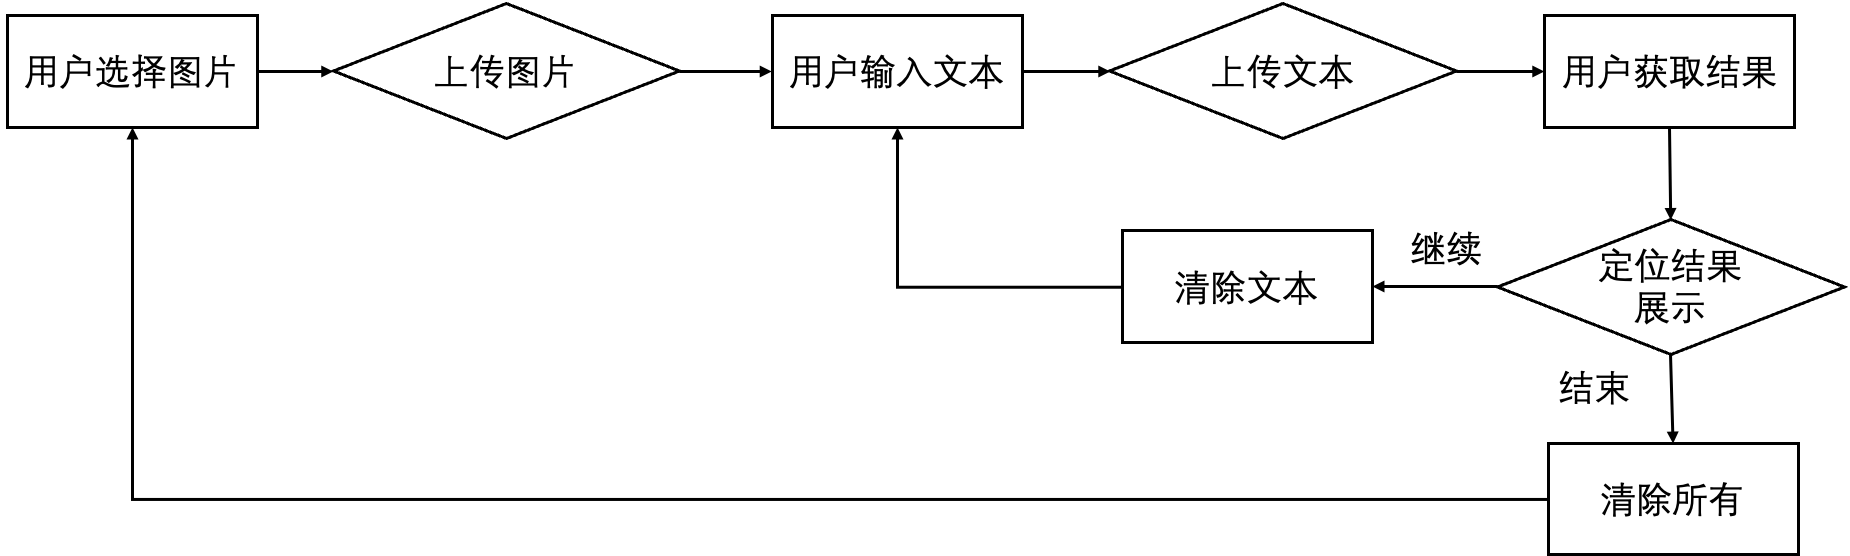 用户选择图片
上传图片
用户输入文本
上传文本
用户获取结果
继续
定位结果
展示
清除文本
结束
清除所有